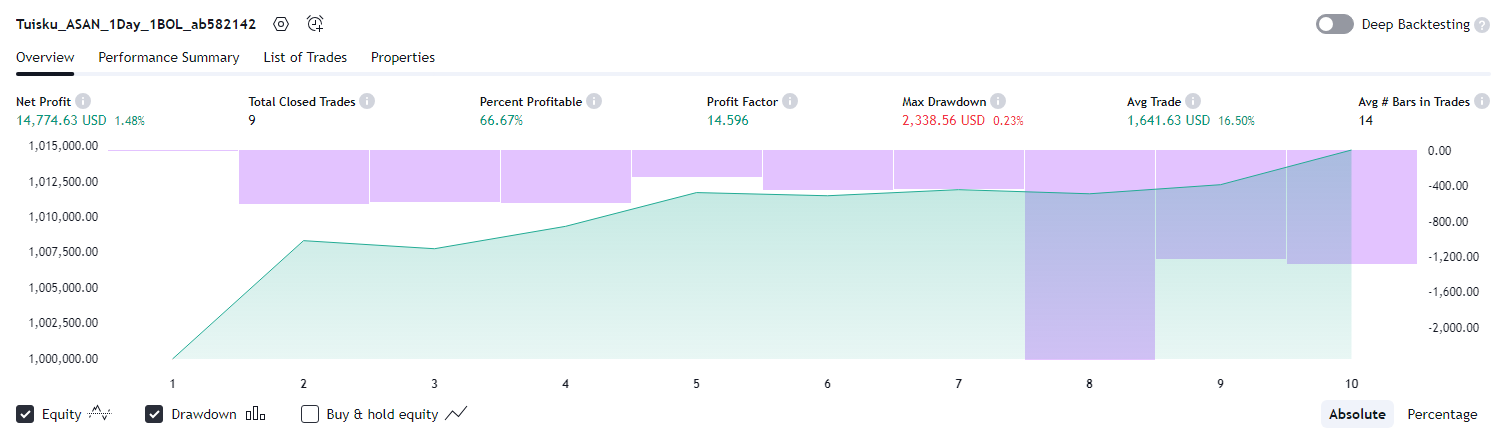 Tuisku_ASAN_1Day_1BOL_ab582142 Deep Backtesting ?
Overview Performance Summary List of Trades Properties
Net Profit i Total Closed Trades i Percent Profitable i Profit Factor i Max Drawdown i Avg Trade i Avg # Bars in Trades i
14,774.63 USD 1.48% 9 66.67% 14.596 2,338.56 USD 0.23% 1,641.63 USD 16.50% 14
1,015,000.00 0.00
1,012,500.00 -400.00
1,010,000.00 -800.00
1,007,500.00 -1,200.00
1,005,000.00 -1,600.00
1,002,500.00 -2,000.00
1,000,000.00
1 2 3 4 5 6 7 8 9 10
Equity Drawdown Buy & hold equity Absolute Percentage